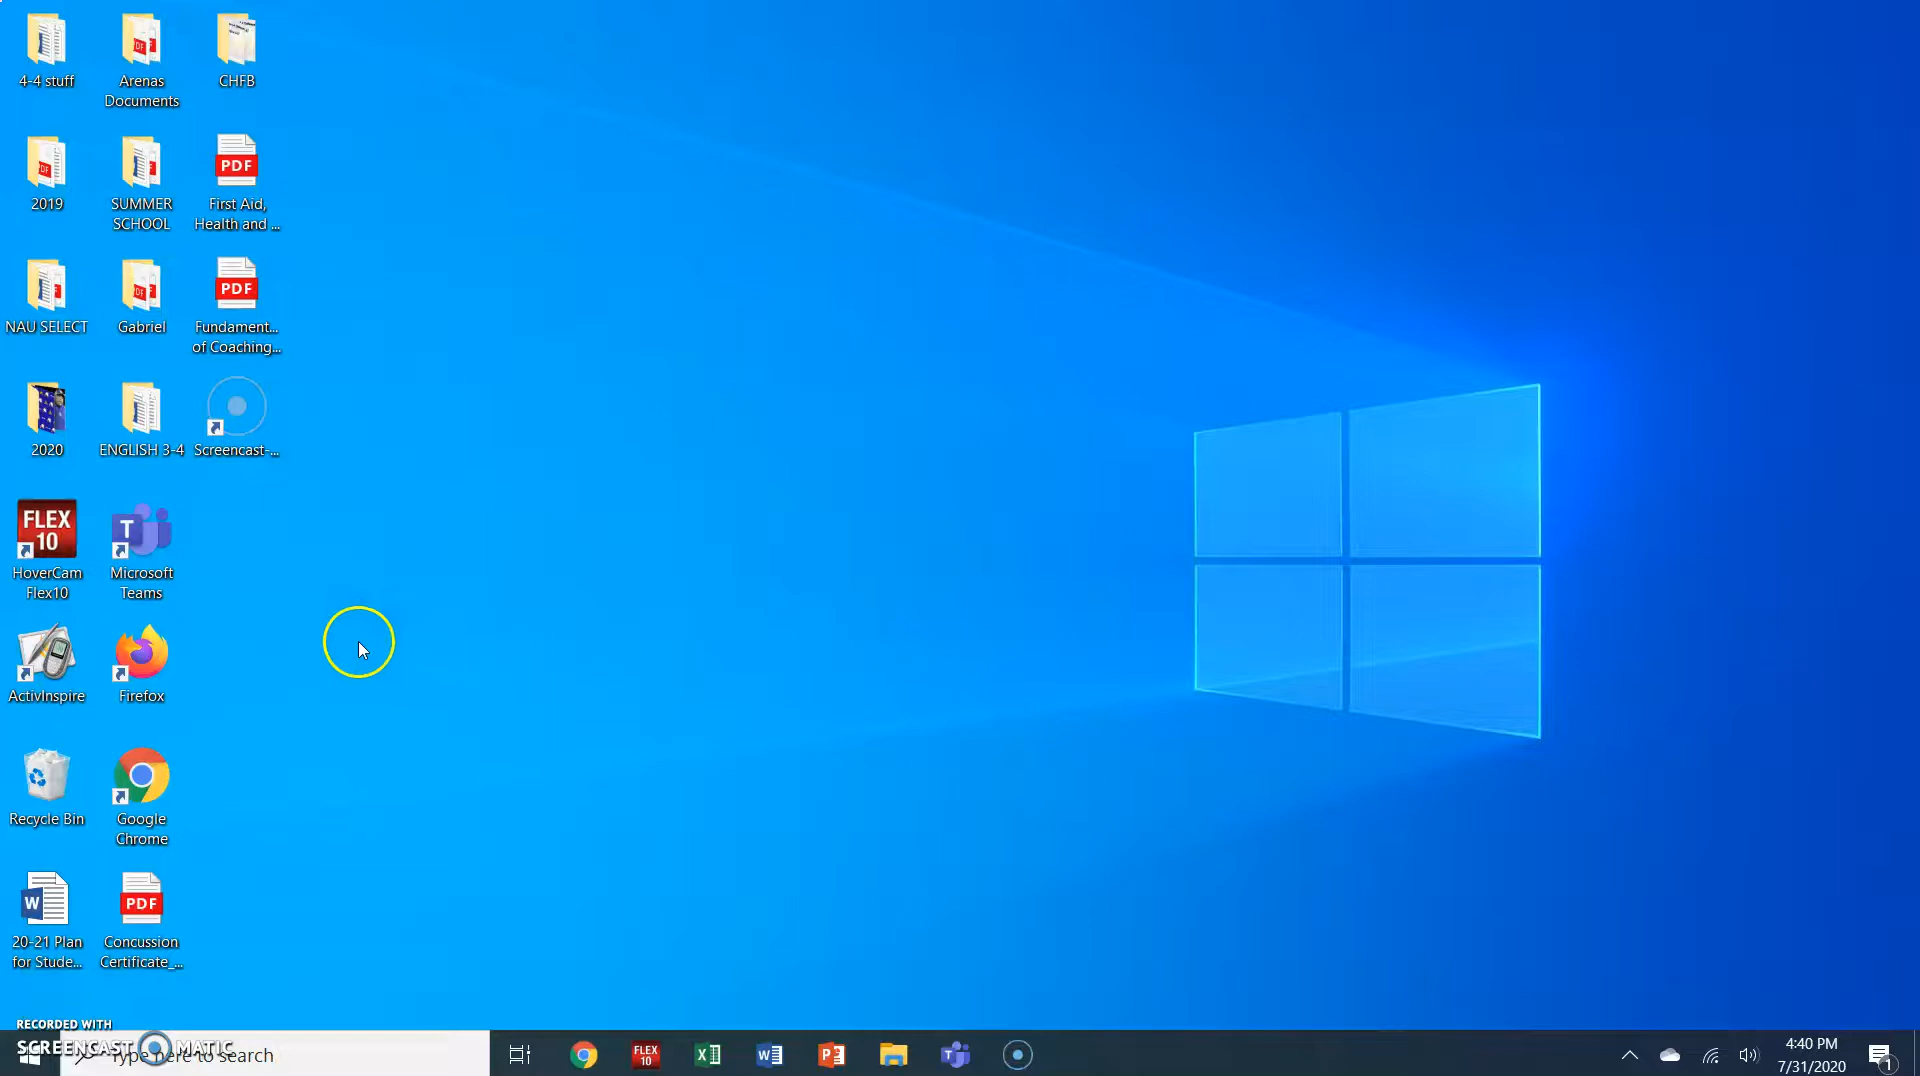 4-4 stuff
Arenas
Documents
CHFB
2019
SUMMER
SCHOOL
PDF
First Aid,
Health and ...
NAU SELECT
Gabriel
PDF
Fundament...
of Coaching...
2020
ENGLISH 3-4
Screencast-...
FLEX
10
HoverCam
Flex10
T
Microsoft
Teams
ActivInspire
Firefox
Recycle Bin
Google
Chrome
W
20-21 Plan
for Stude...
PDF
Concussion
Certificate_...
RECORDED WITH
SCREENCAST MATIC
Type here to search
FLEX
10
X
W
P
T
4:40 PM
7/31/2020
1